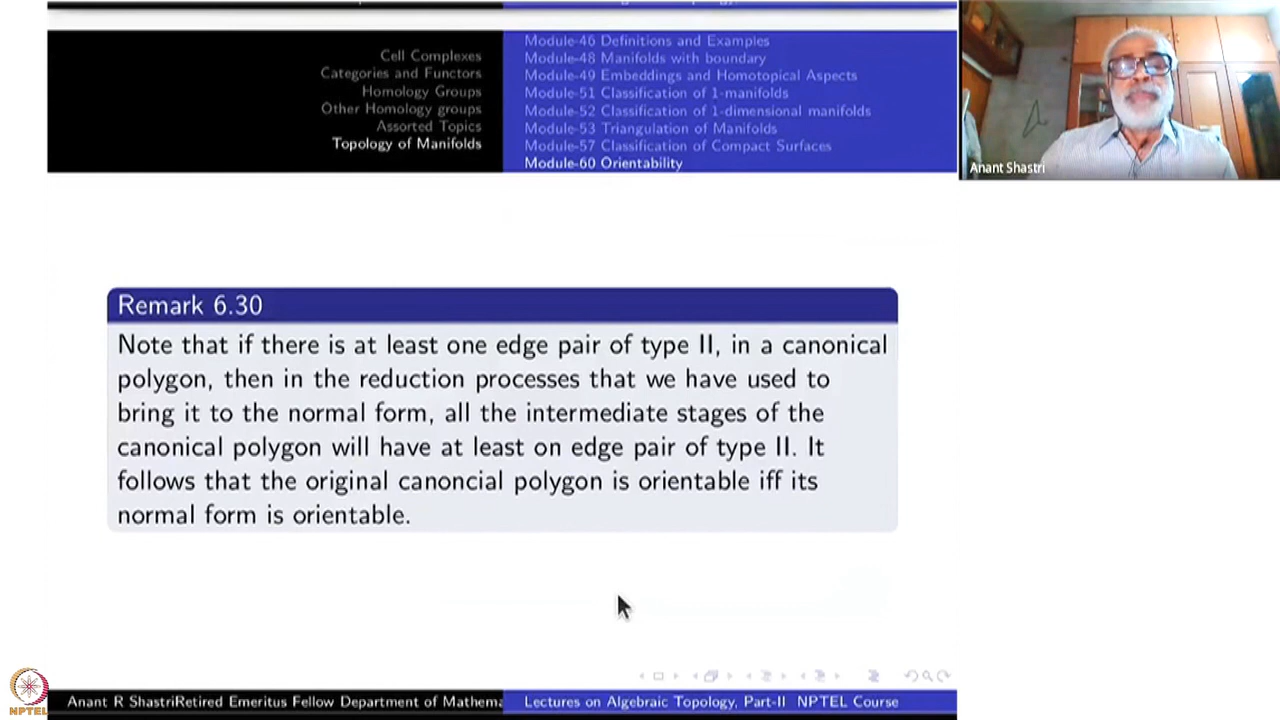 Cell Complexes
Categories and Functors
Homology Groups
Other Homology groups
Assorted Topics
Topology of Manifolds
Module-46 Definitions and Examples
Module-48 Manifolds with boundary
Module-49 Embeddings and Homotopical Aspects
Module-51 Classification of 1-manifolds
Module-52 Classification of 1-dimensional manifolds
Module-53 Triangulation of Manifolds
Module-57 Classification of Compact Surfaces
Module-60 Orientability
Anant Shastri
Remark 6.30
Note that if there is at least one edge pair of type II, in a canonical
polygon, then in the reduction processes that we have used to
bring it to the normal form, all the intermediate stages of the
canonical polygon will have at least on edge pair of type II. It
follows that the original canoncial polygon is orientable iff its
normal form is orientable.
NPTEL
Anant R ShastriRetired Emeritus Fellow Department of Mathema
Lectures on Algebraic Topology, Part-II NPTEL Course